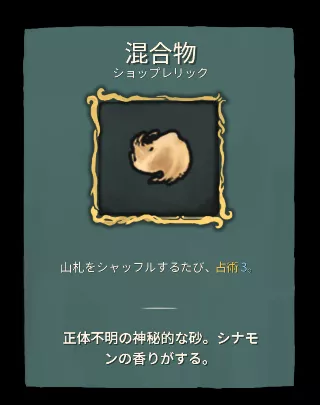 混合物
ショップレリック
山札をシャッフルするたび、占術3。
正体不明の神秘的な砂。シナモ
ンの香りがする。